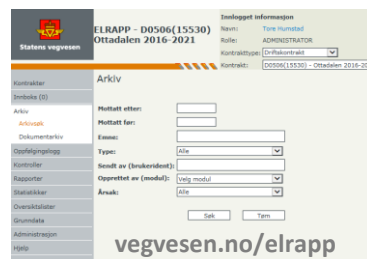 Statens vegvesen
ELRAPP - D0506(15530)
Ottadalen 2016-2021
Innlogget informasjon
Navn: Tore Humstad
Rolle: ADMINISTRATOR
Kontrakttype: Driftskontrakt
Kontrakt: D0506(15530) - Ottadalen 2016-20
Kontrakter
Innboks (0)
Arkiv
Arkivsøk
Dokumentarkiv
Oppfølgingslogg
Kontroller
Rapporter
Statistikker
Oversiktslister
Grunndata
Administrasjon
Hjelp
Arkiv
Mottatt etter:
Mottatt før:
Emne:
Type: Alle
Sendt av (brukerident):
Opprettet av (modul): Velg modul
Årsak: Alle
Søk Tøm
vegvesen.no/elrapp